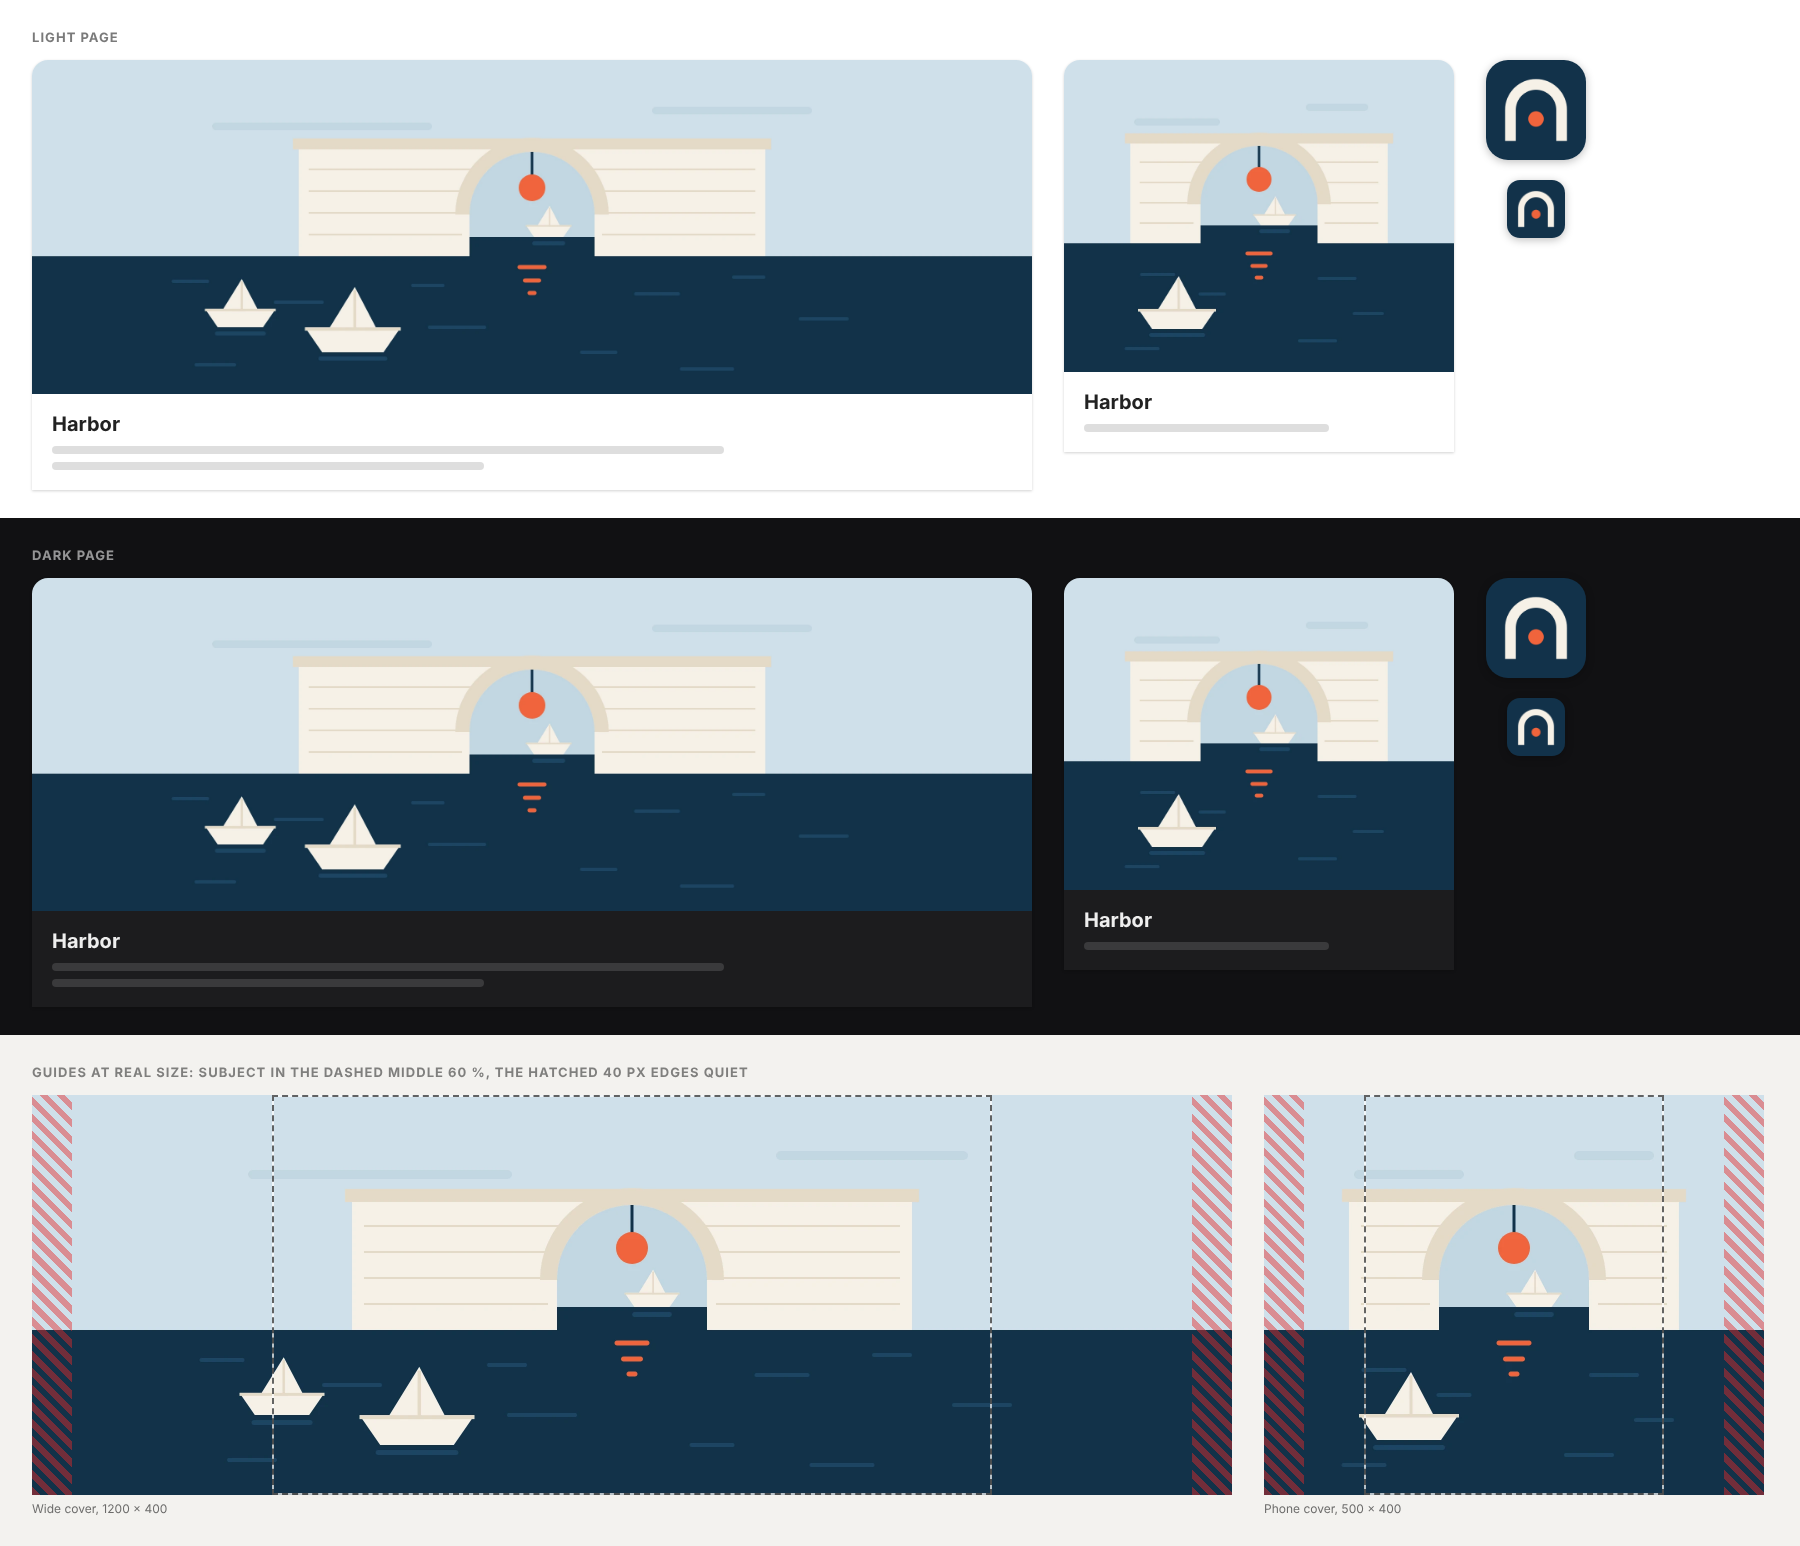 LIGHT PAGE
Harbor
Harbor
DARK PAGE
Harbor
Harbor
GUIDES AT REAL SIZE: SUBJECT IN THE DASHED MIDDLE 60 %, THE HATCHED 40 PX EDGES QUIET
Wide cover, 1200 × 400
Phone cover, 500 × 400